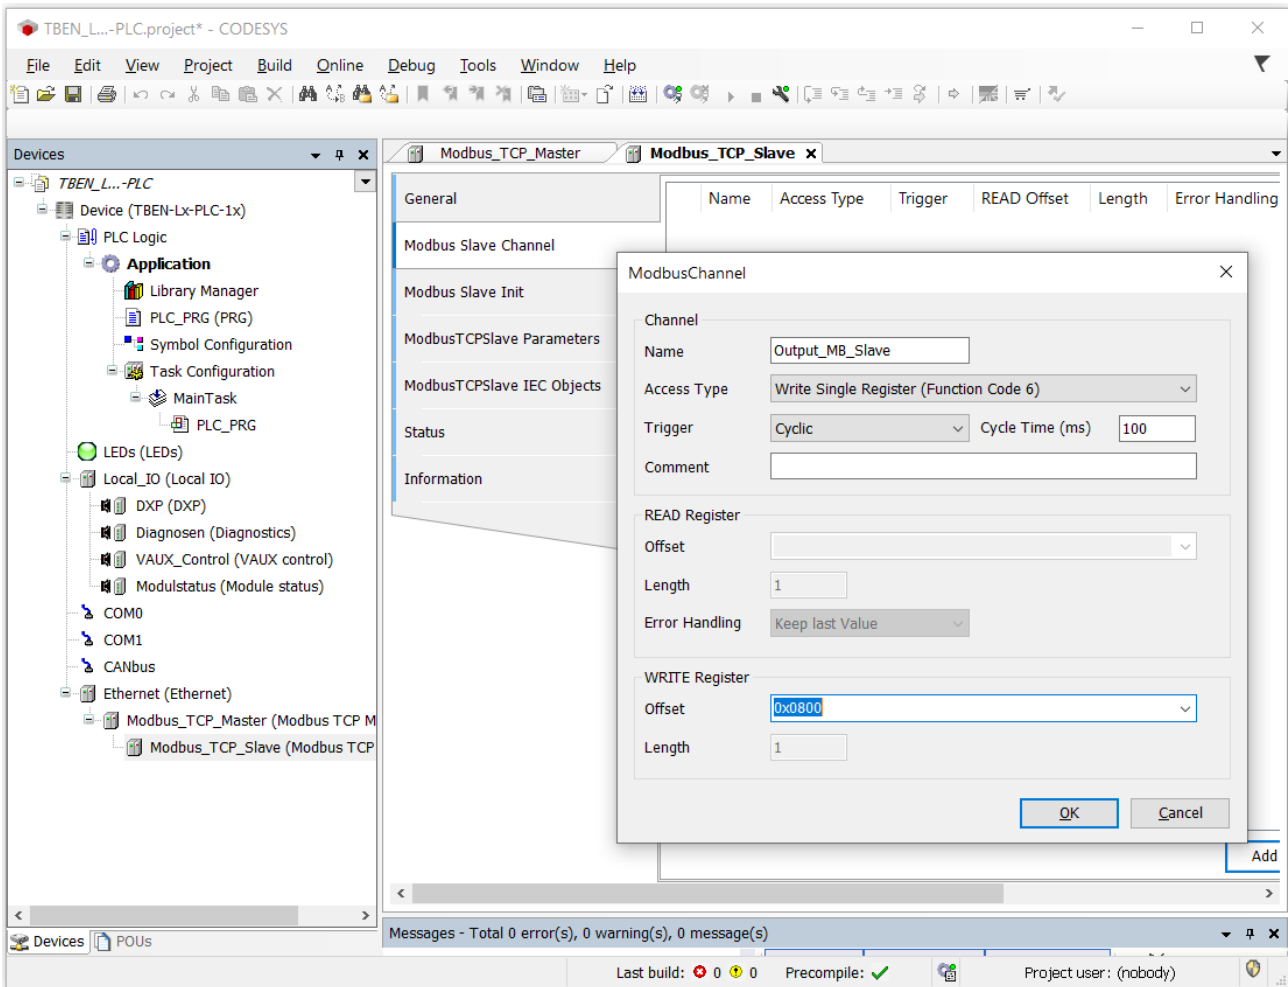 TBEN_L...-PLC.project* - CODESYS
File Edit View Project Build Online Debug Tools Window Help
Devices
TBEN_L...-PLC
Device (TBEN-Lx-PLC-1x)
PLC Logic
Application
Library Manager
PLC_PRG (PRG)
Symbol Configuration
Task Configuration
MainTask
PLC_PRG
LEDs (LEDs)
Local_IO (Local IO)
DXP (DXP)
Diagnosen (Diagnostics)
VAUX_Control (VAUX control)
Modulstatus (Module status)
COM0
COM1
CANbus
Ethernet (Ethernet)
Modbus_TCP_Master (Modbus TCP M
Modbus_TCP_Slave (Modbus TCP
Devices POUs
Modbus_TCP_Master Modbus_TCP_Slave
General
Modbus Slave Channel
Modbus Slave Init
ModbusTCPSlave Parameters
ModbusTCPSlave IEC Objects
Status
Information
Name Access Type Trigger READ Offset Length Error Handling
ModbusChannel
Channel
Name Output_MB_Slave
Access Type Write Single Register (Function Code 6)
Trigger Cyclic Cycle Time (ms) 100
Comment
READ Register
Offset
Length 1
Error Handling Keep last Value
WRITE Register
Offset 0x0800
Length 1
OK Cancel
Add
Messages - Total 0 error(s), 0 warning(s), 0 message(s)
Last build: 0 0 Precompile: Project user: (nobody)